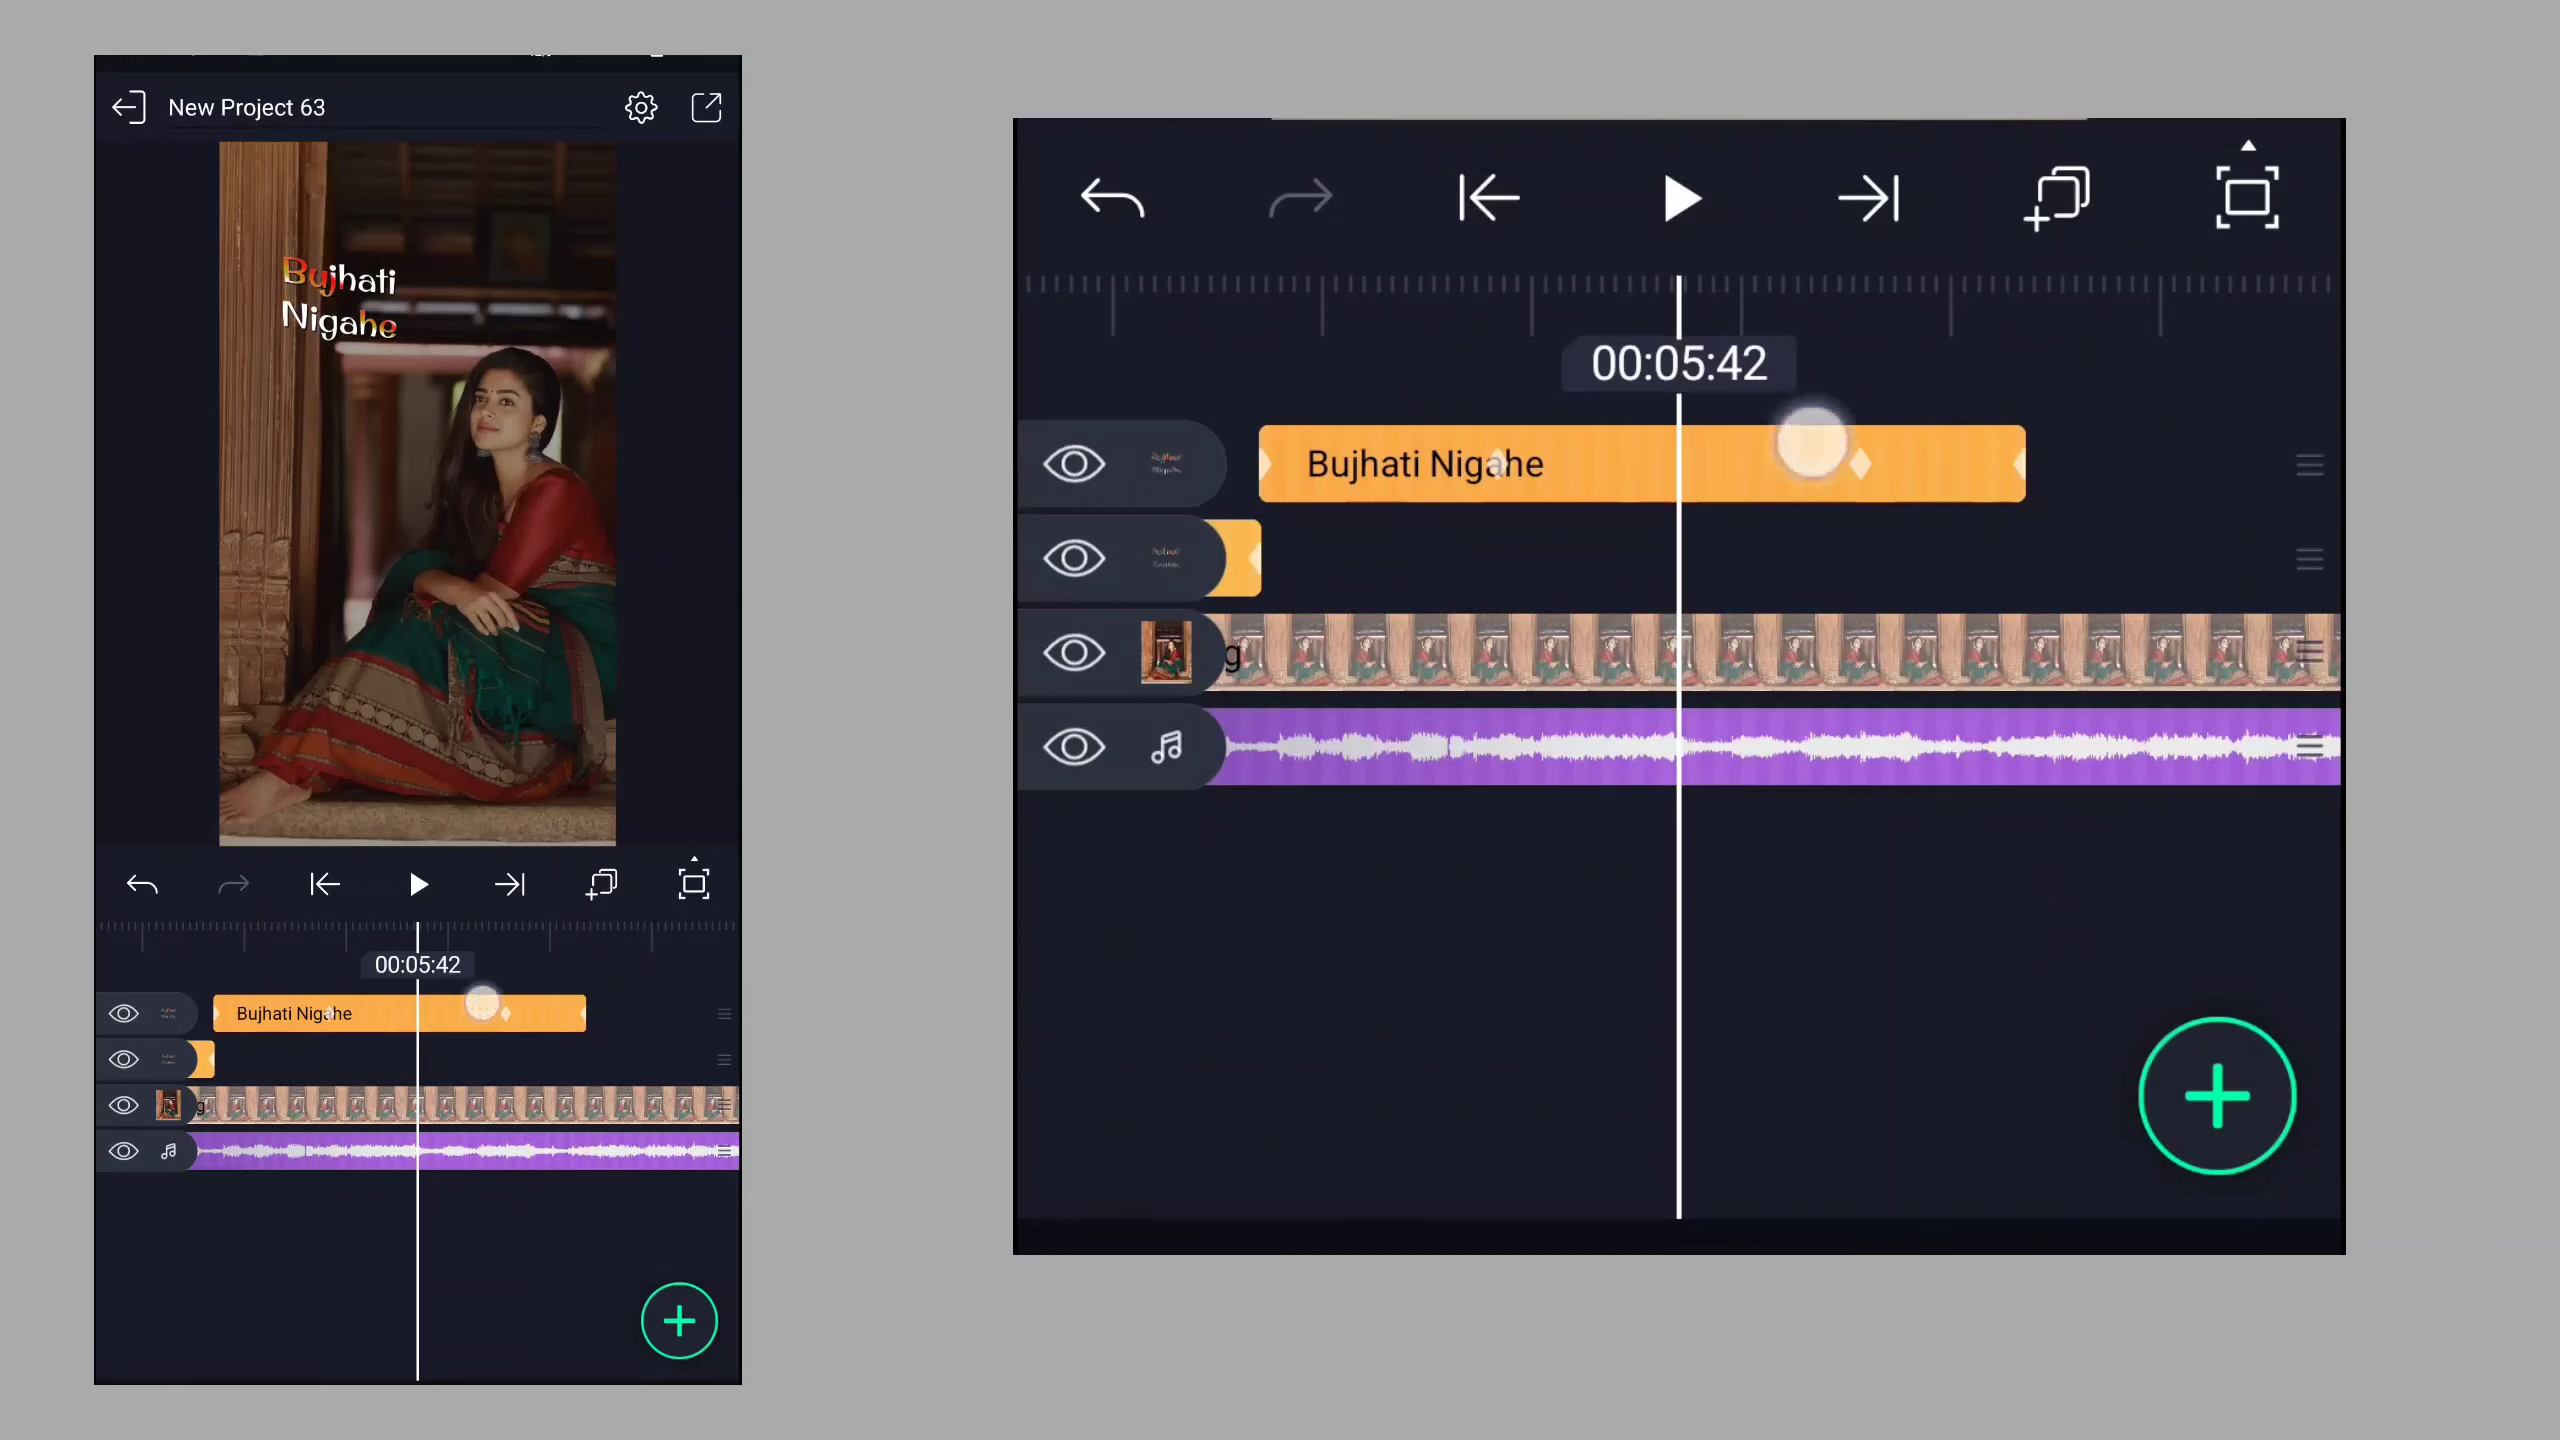 New Project 63
Bujhati
Nigahe
00:05:42
Bujhati Nigahe
g
00:05:42
Bujhati Nigahe
g